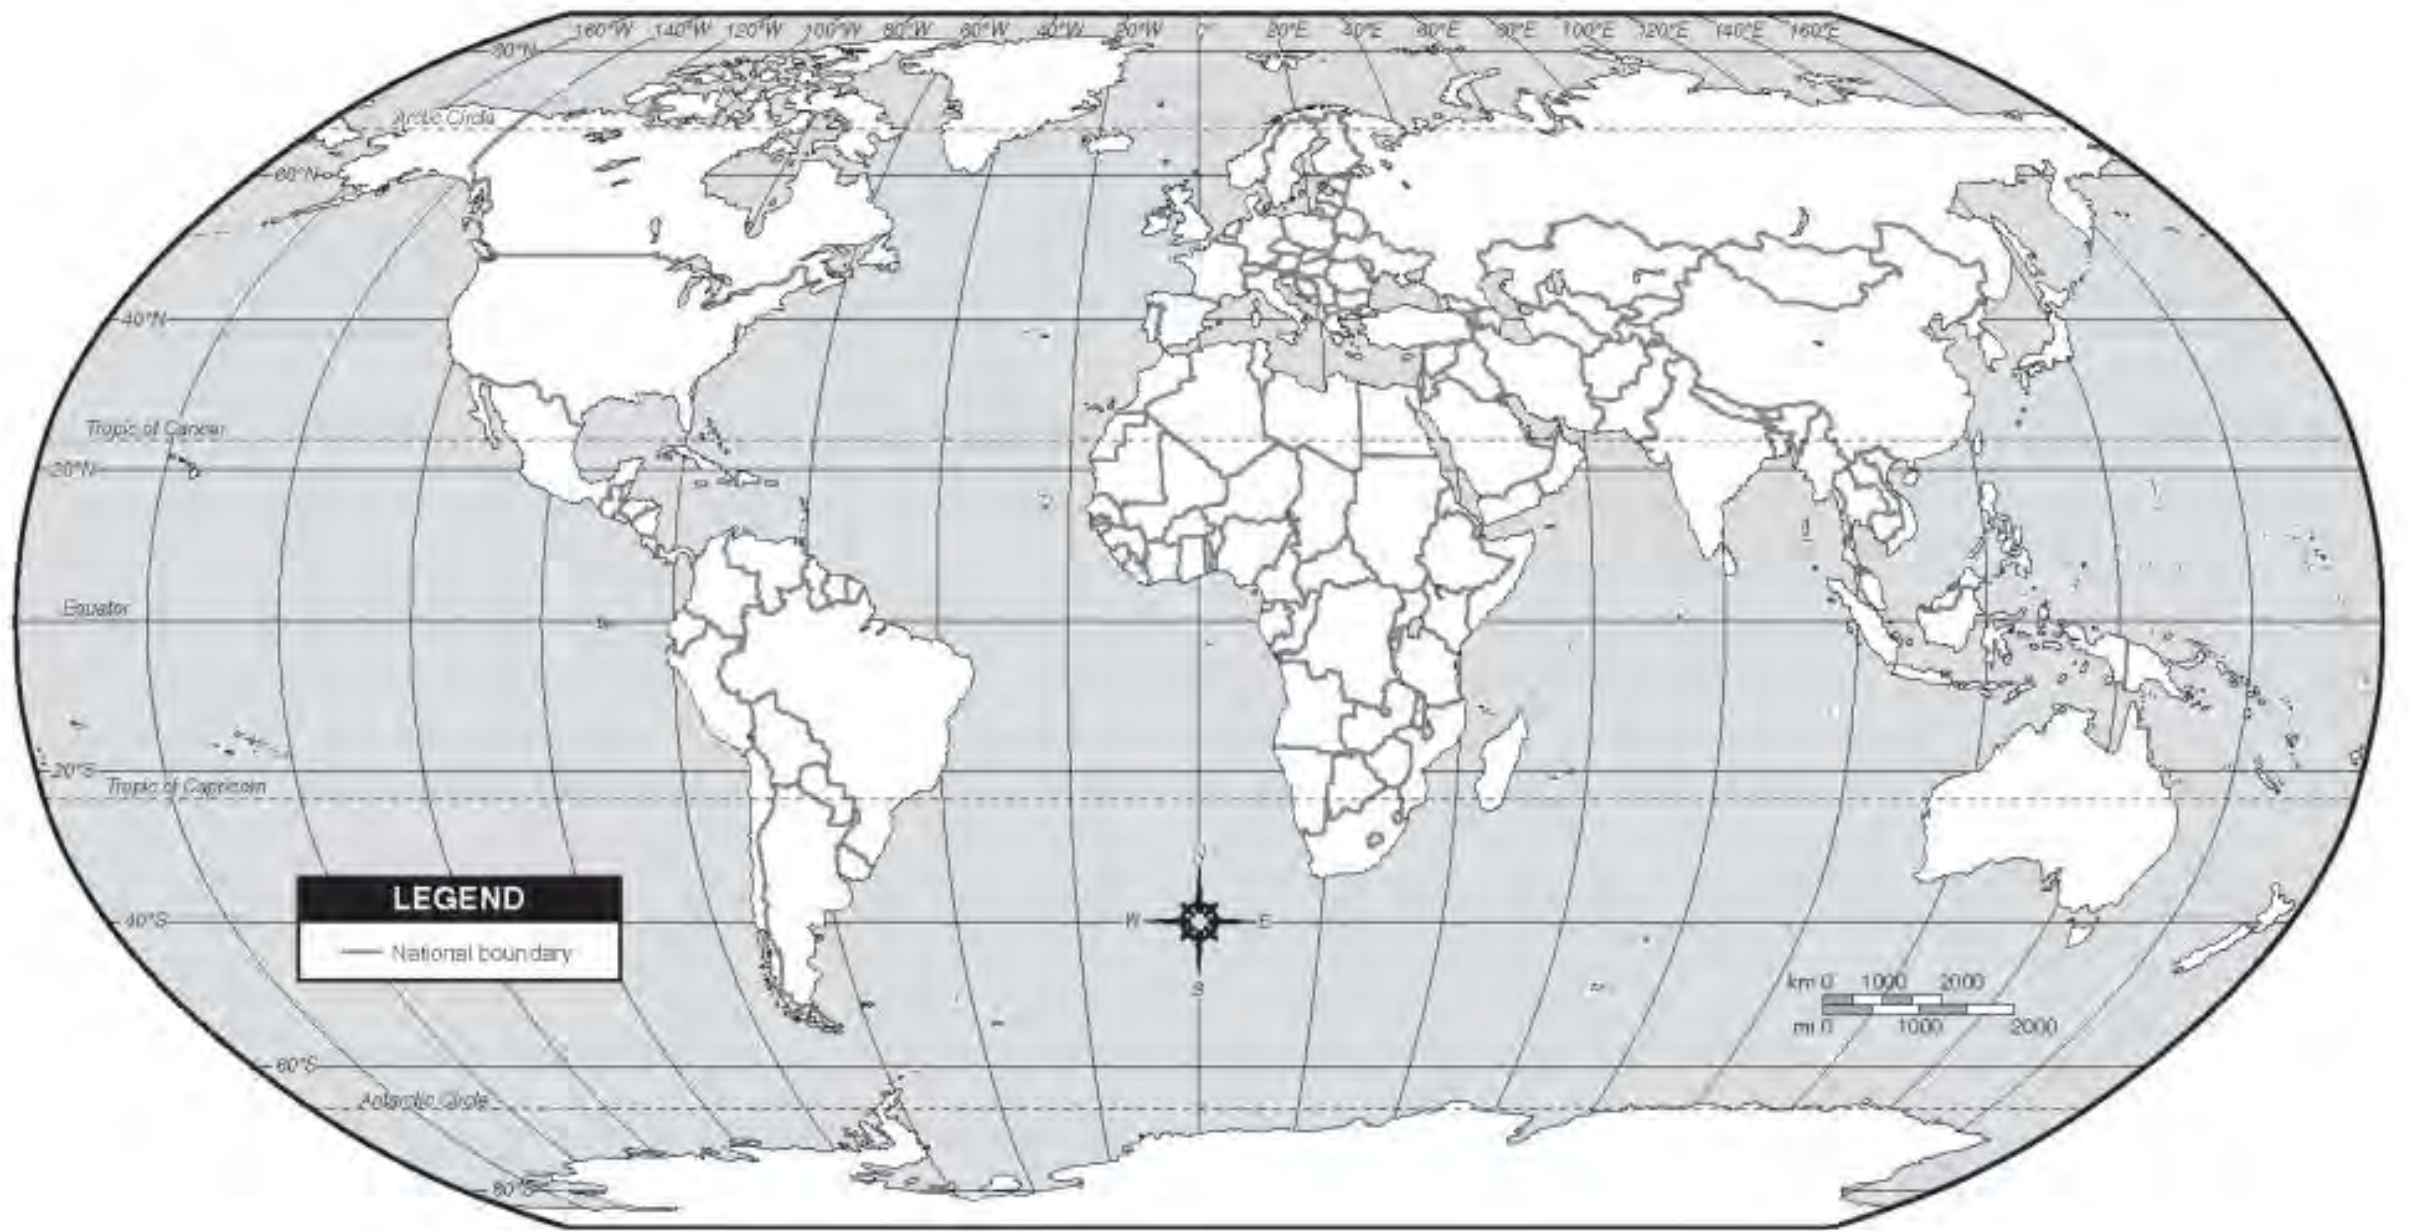 160°W 140°W 120°W 100°W 80°W 60°W 40°W 20°W 0° 20°E 40°E 60°E 80°E 100°E 120°E 140°E 160°E
80°N
Arctic Circle
60°N
40°N
Tropic of Cancer
20°N
Equator
20°S
Tropic of Capricorn
LEGEND
National boundary
N
W E
S
40°S
km 0 1000 2000
mi 0 1000 2000
60°S
Antarctic Circle
80°S